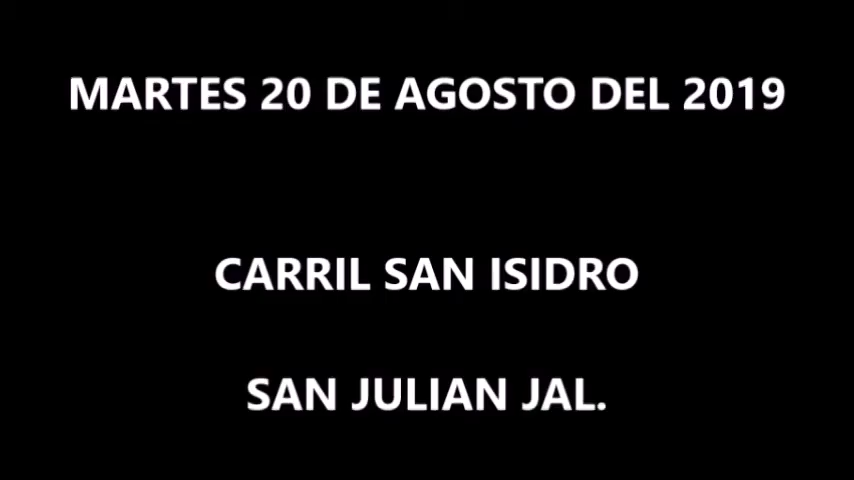 MARTES 20 DE AGOSTO DEL 2019
CARRIL SAN ISIDRO
SAN JULIAN JAL.